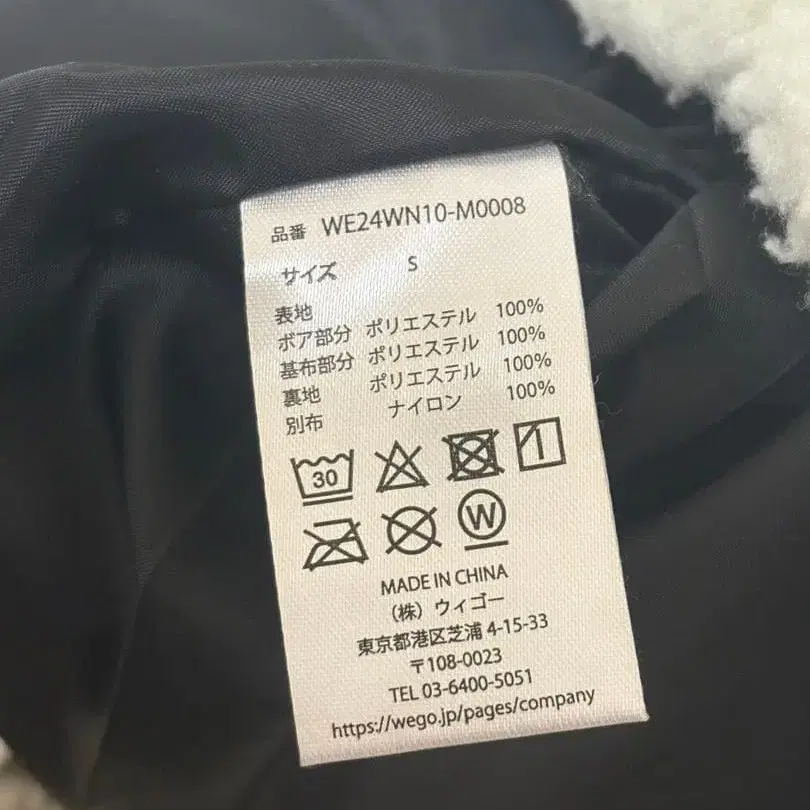 品番 WE24WN10-M0008
サイズ S
表地
ボア部分 ポリエステル 100%
基布部分 ポリエステル 100%
裏地 ポリエステル 100%
別布 ナイロン 100%
30
W
MADE IN CHINA
（株）ウィゴー
東京都港区芝浦 4-15-33
〒108-0023
TEL 03-6400-5051
https://wego.jp/pages/company